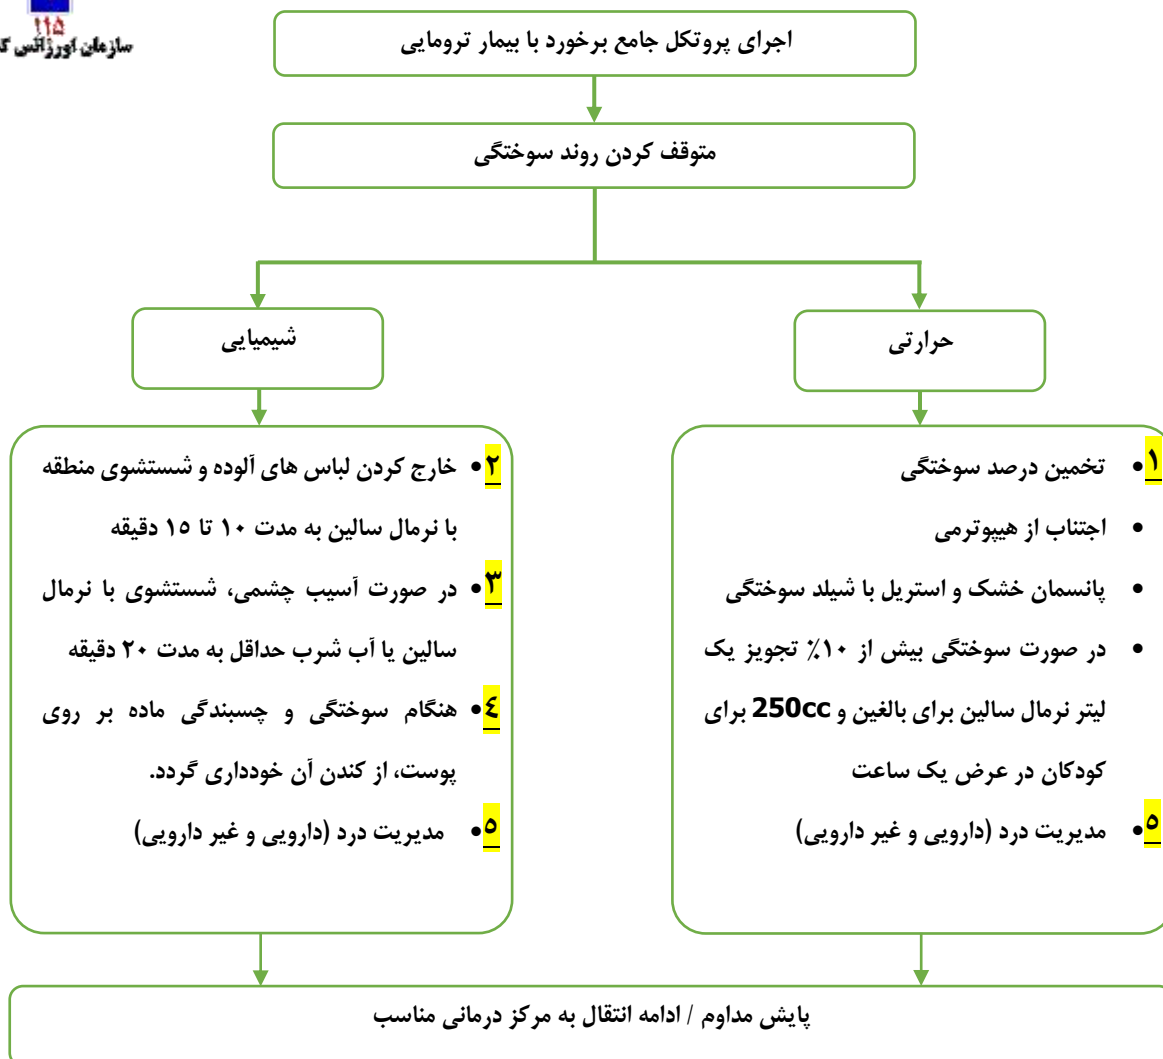 ۱۱۵
سازمان اورژانس
اجرای پروتکل جامع برخورد با بیمار ترومایی
متوقف کردن روند سوختگی
حرارتی
شیمیایی
۱ • تخمین درصد سوختگی
• اجتناب از هیپوترمی
• پانسمان خشک و استریل با شیلد سوختگی
• در صورت سوختگی بیش از ۱۰٪ تجویز یک
لیتر نرمال سالین برای بالغین و 250cc برای
کودکان در عرض یک ساعت
۵ • مدیریت درد (دارویی و غیر دارویی)
۲ • خارج کردن لباس های آلوده و شستشوی منطقه
با نرمال سالین به مدت ۱۰ تا ۱۵ دقیقه
۳ • در صورت آسیب چشمی، شستشوی با نرمال
سالین یا آب شرب حداقل به مدت ۲۰ دقیقه
٤ • هنگام سوختگی و چسبندگی ماده بر روی
پوست، از کندن آن خودداری گردد.
۵ • مدیریت درد (دارویی و غیر دارویی)
پایش مداوم / ادامه انتقال به مرکز درمانی مناسب